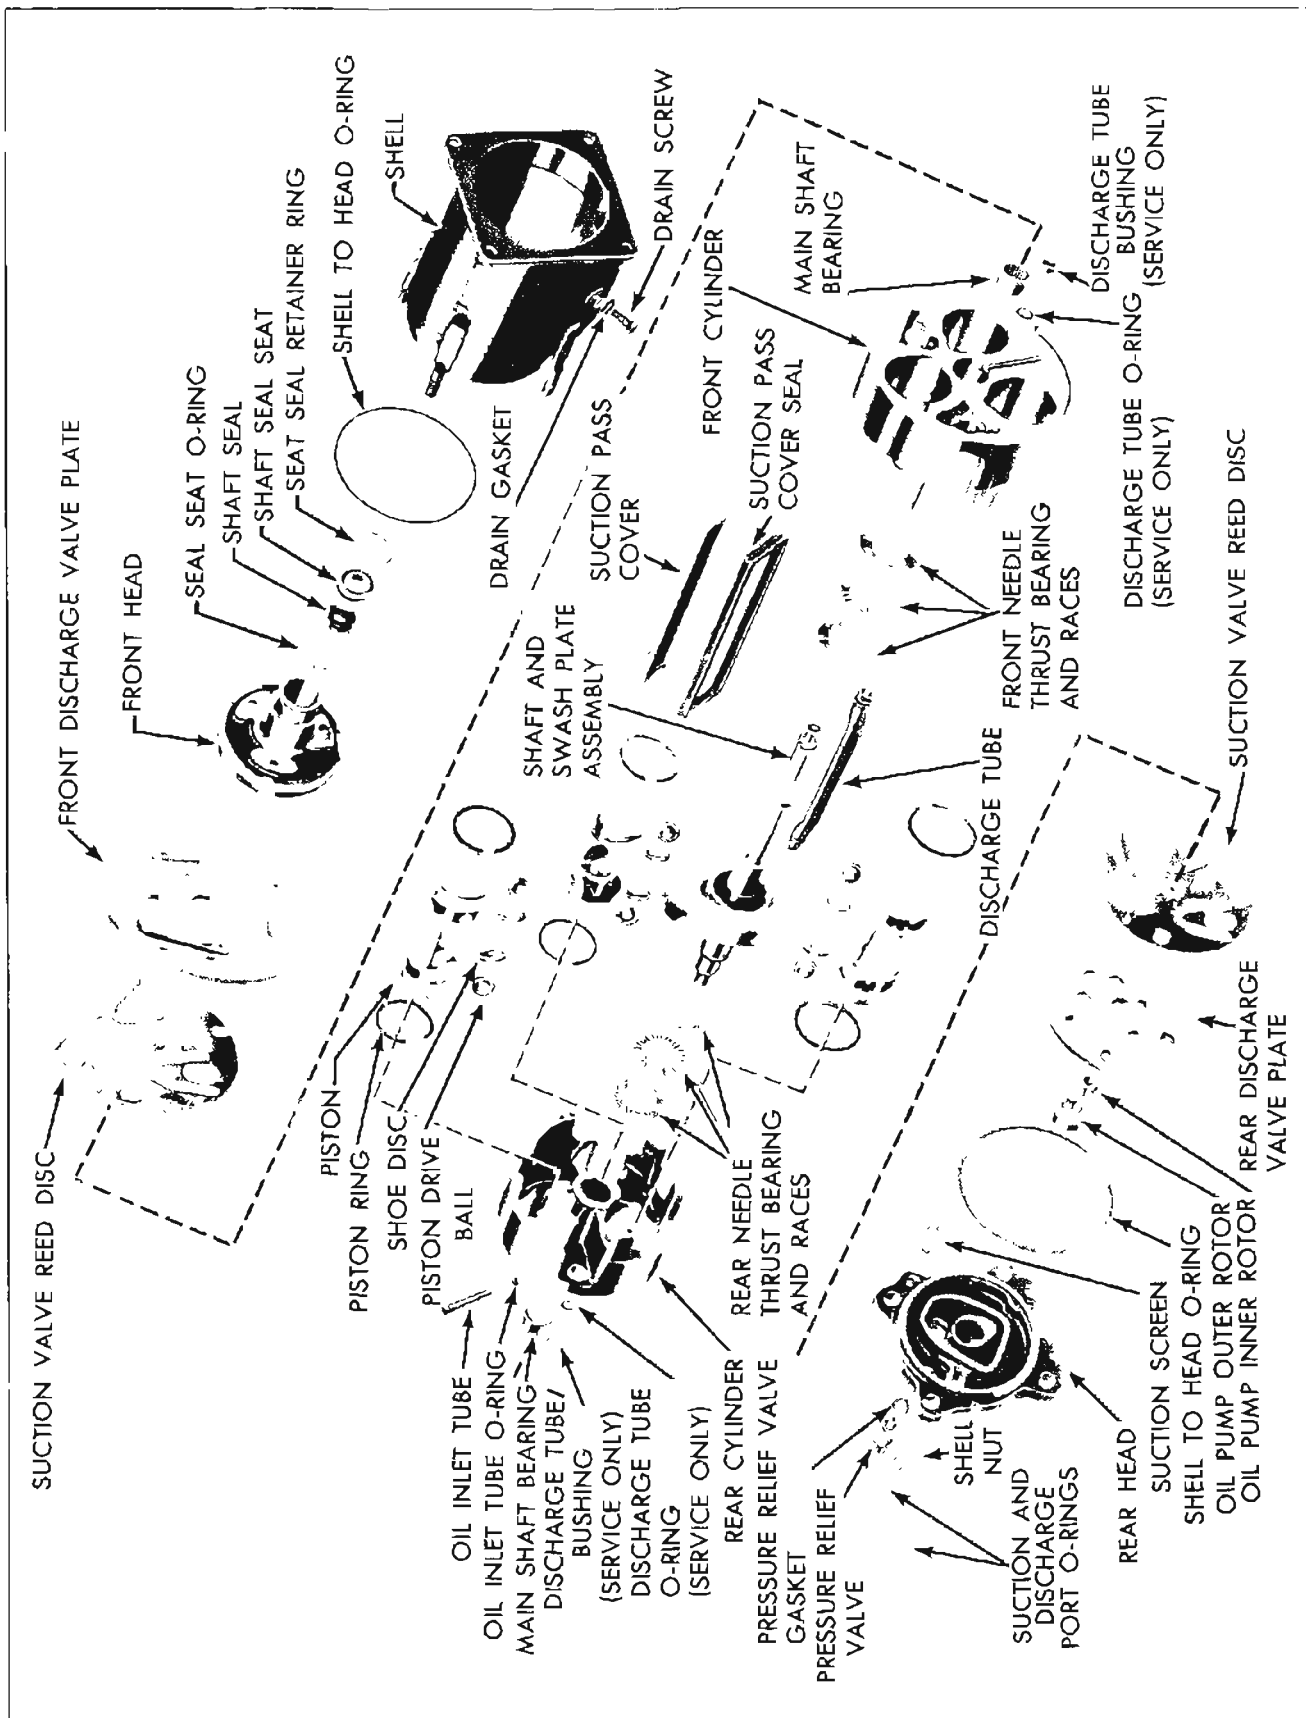 SUCTION VALVE REED DISC
FRONT DISCHARGE VALVE PLATE
FRONT HEAD
SEAL SEAT O-RING
SHAFT SEAL
SHAFT SEAL SEAT
SEAT SEAL RETAINER RING
SHELL TO HEAD O-RING
SHELL
DRAIN SCREW
DRAIN GASKET
PISTON
PISTON RING
SHOE DISC
PISTON DRIVE
BALL
SHAFT AND
SWASH PLATE
ASSEMBLY
SUCTION PASS
COVER
SUCTION PASS
COVER SEAL
FRONT CYLINDER
MAIN SHAFT
BEARING
DISCHARGE TUBE
BUSHING
(SERVICE ONLY)
DISCHARGE TUBE O-RING
(SERVICE ONLY)
FRONT NEEDLE
THRUST BEARING
AND RACES
DISCHARGE TUBE
OIL INLET TUBE
OIL INLET TUBE O-RING
MAIN SHAFT BEARING
DISCHARGE TUBE/
BUSHING
(SERVICE ONLY)
DISCHARGE TUBE
O-RING
(SERVICE ONLY)
REAR CYLINDER
REAR NEEDLE
THRUST BEARING
AND RACES
PRESSURE RELIEF VALVE
GASKET
PRESSURE RELIEF
VALVE
SHELL
NUT
SUCTION AND
DISCHARGE
PORT O-RINGS
REAR HEAD
SUCTION SCREEN
SHELL TO HEAD O-RING
OIL PUMP OUTER ROTOR
OIL PUMP INNER ROTOR
REAR DISCHARGE
VALVE PLATE
SUCTION VALVE REED DISC